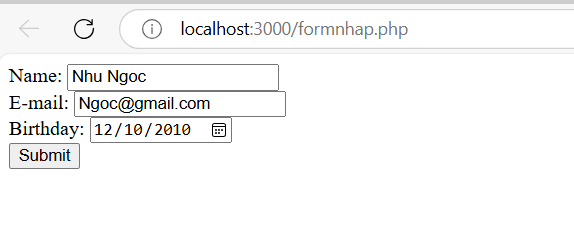 localhost:3000/formnhap.php
Name: Nhu Ngoc
E-mail: Ngoc@gmail.com
Birthday: 12/10/2010
Submit